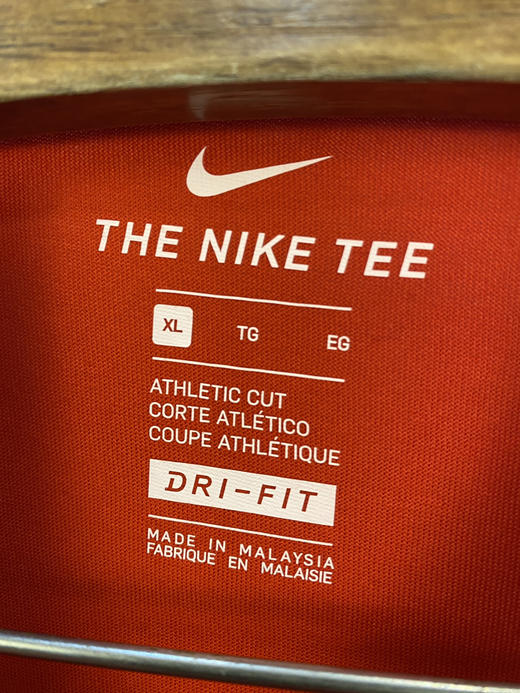 THE NIKE TEE
XL TG EG
ATHLETIC CUT
CORTE ATLÉTICO
COUPE ATHLÉTIQUE
DRI-FIT
MADE IN MALAYSIA
FABRIQUE EN MALAISIE